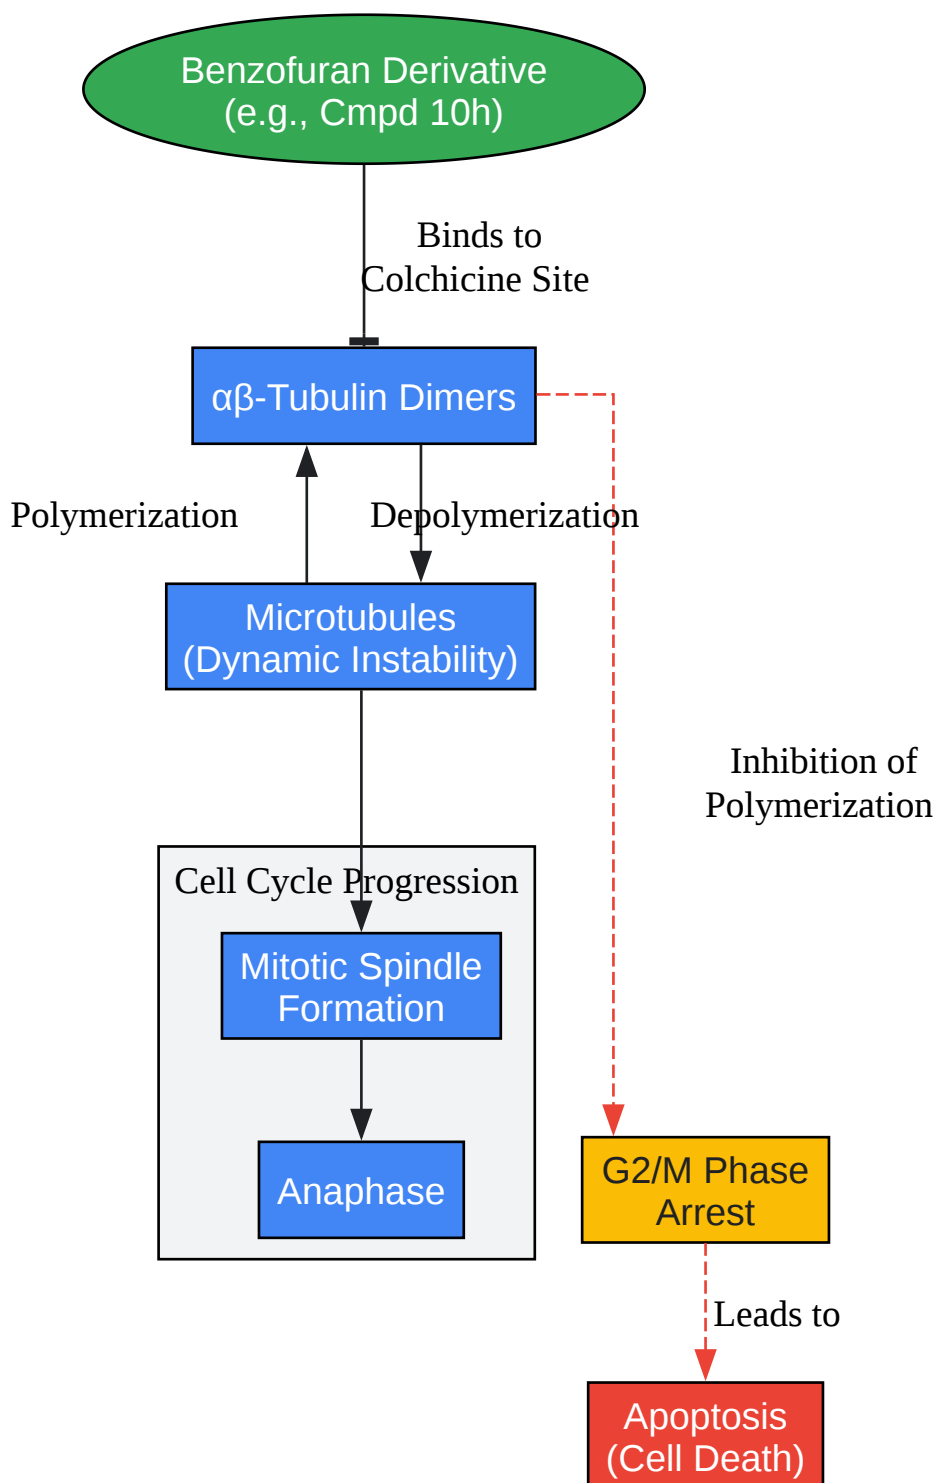 Benzofuran Derivative
(e.g., Cmpd 10h)
Binds to
Colchicine Site
αβ-Tubulin Dimers
Polymerization
Depolymerization
Microtubules
(Dynamic Instability)
Inhibition of
Polymerization
Cell Cycle Progression
Mitotic Spindle
Formation
Anaphase
G2/M Phase
Arrest
Leads to
Apoptosis
(Cell Death)